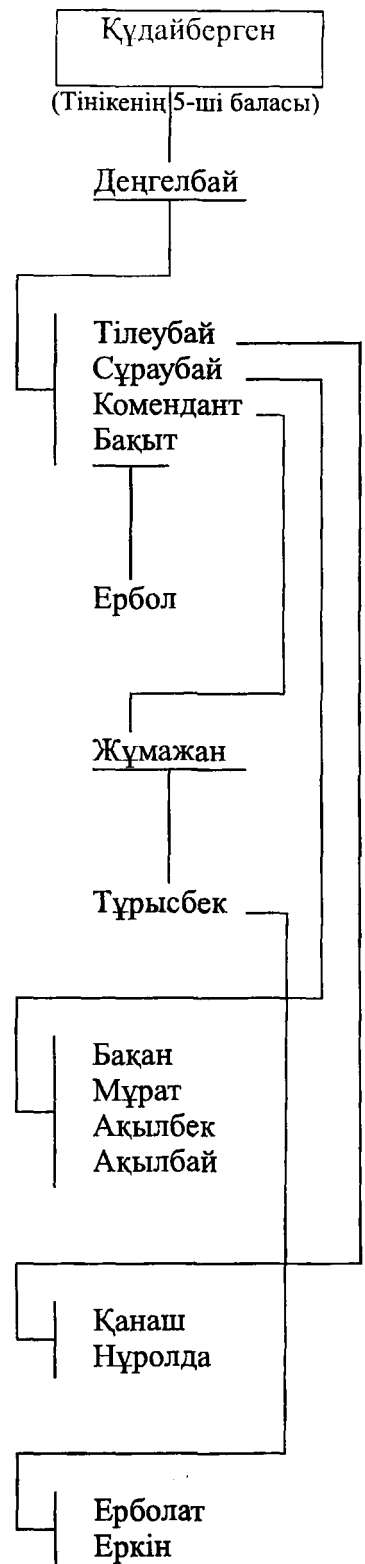 Құдайберген
(Тінікенің 5-ші баласы)
Деңгелбай
Тілеубай
Сұраубай
Комендант
Бақыт
Ербол
Жұмажан
Тұрысбек
Бақан
Мұрат
Ақылбек
Ақылбай
Қанаш
Нұролда
Ерболат
Еркін